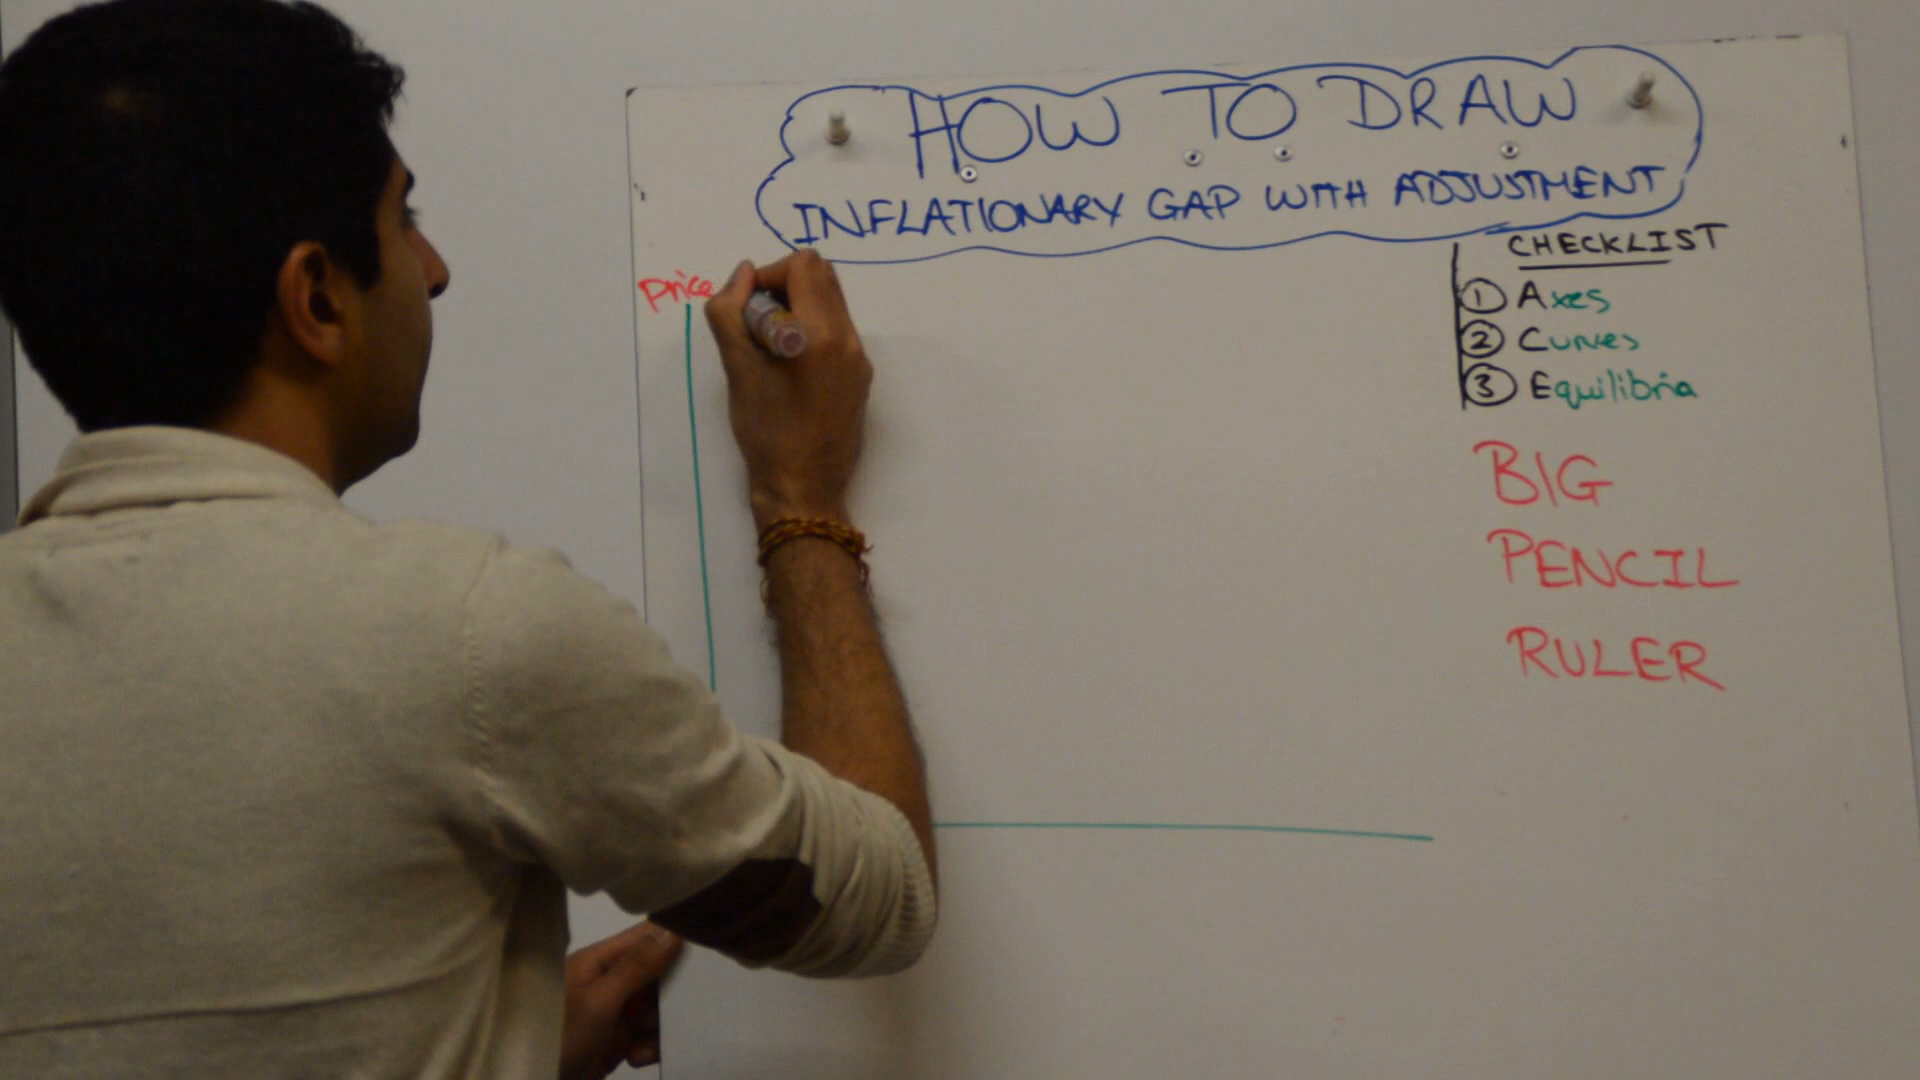 HOW TO DRAW
INFLATIONARY GAP WITH ADJUSTMENT
Price
CHECKLIST
1 Axes
2 Curves
3 Equilibria
BIG
PENCIL
RULER